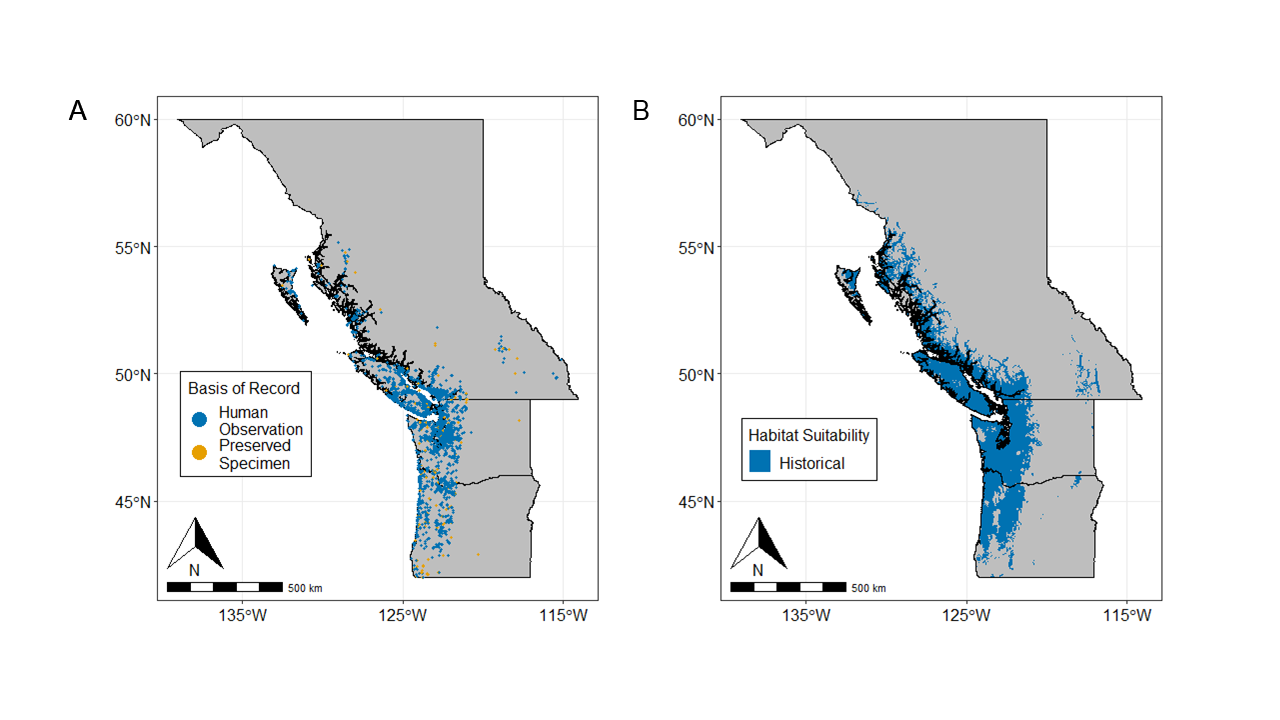 A
60°N
55°N
50°N
45°N
Basis of Record
Human
Observation
Preserved
Specimen
N
500 km
135°W
125°W
115°W
B
60°N
55°N
50°N
45°N
Habitat Suitability
Historical
N
500 km
135°W
125°W
115°W